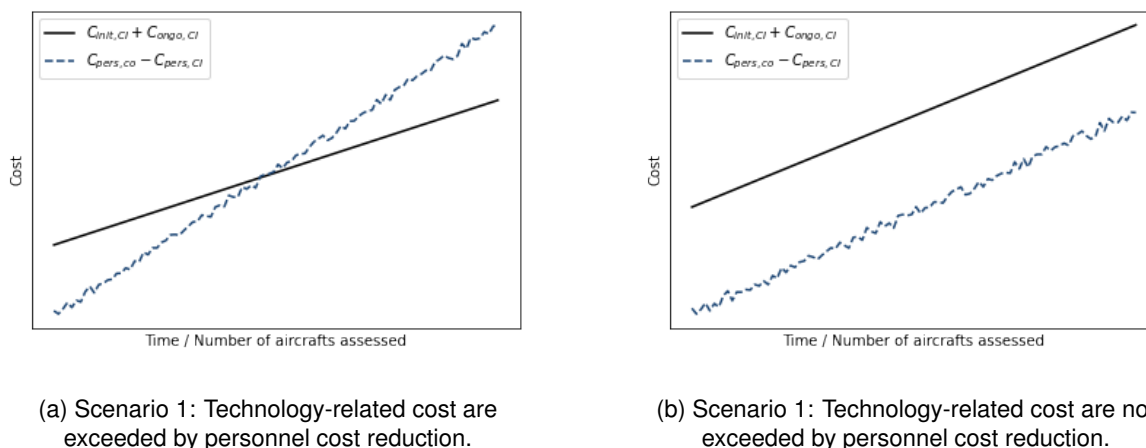 C_{init,CI} + C_{ongo,CI}
C_{pers,co} − C_{pers,CI}
Cost
Time / Number of aircrafts assessed
(a) Scenario 1: Technology-related cost are
exceeded by personnel cost reduction.
C_{init,CI} + C_{ongo,CI}
C_{pers,co} − C_{pers,CI}
Cost
Time / Number of aircrafts assessed
(b) Scenario 1: Technology-related cost are no
exceeded by personnel cost reduction.